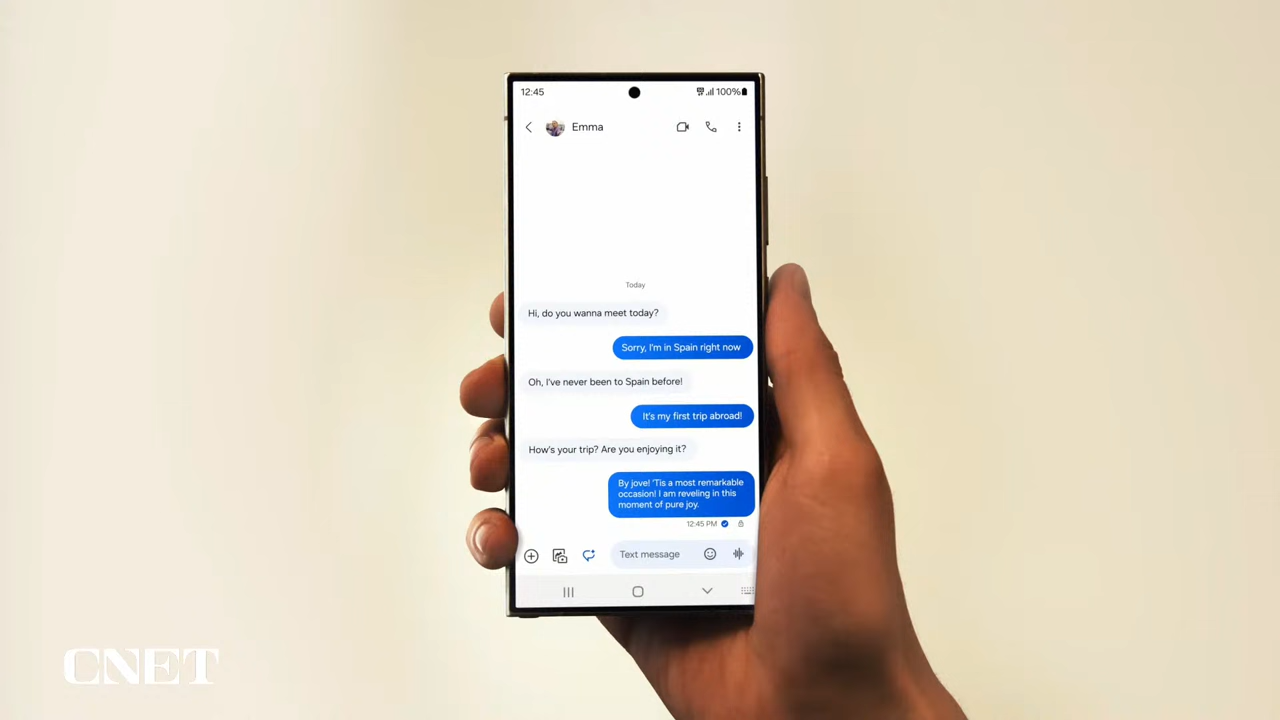 12:45
100%
Emma
Today
Hi, do you wanna meet today?
Sorry, I'm in Spain right now
Oh, I've never been to Spain before!
It's my first trip abroad!
How's your trip? Are you enjoying it?
By jove! 'Tis a most remarkable
occasion! I am reveling in this
moment of pure joy.
12:45 PM
Text message
CNET